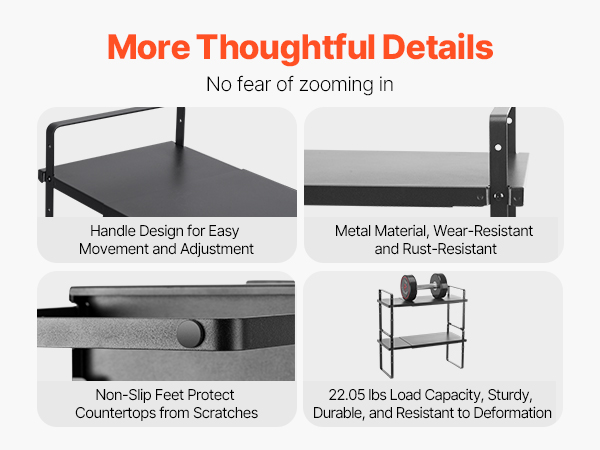 More Thoughtful Details
No fear of zooming in
Handle Design for Easy
Movement and Adjustment
Metal Material, Wear-Resistant
and Rust-Resistant
Non-Slip Feet Protect
Countertops from Scratches
22.05 lbs Load Capacity, Sturdy,
Durable, and Resistant to Deformation